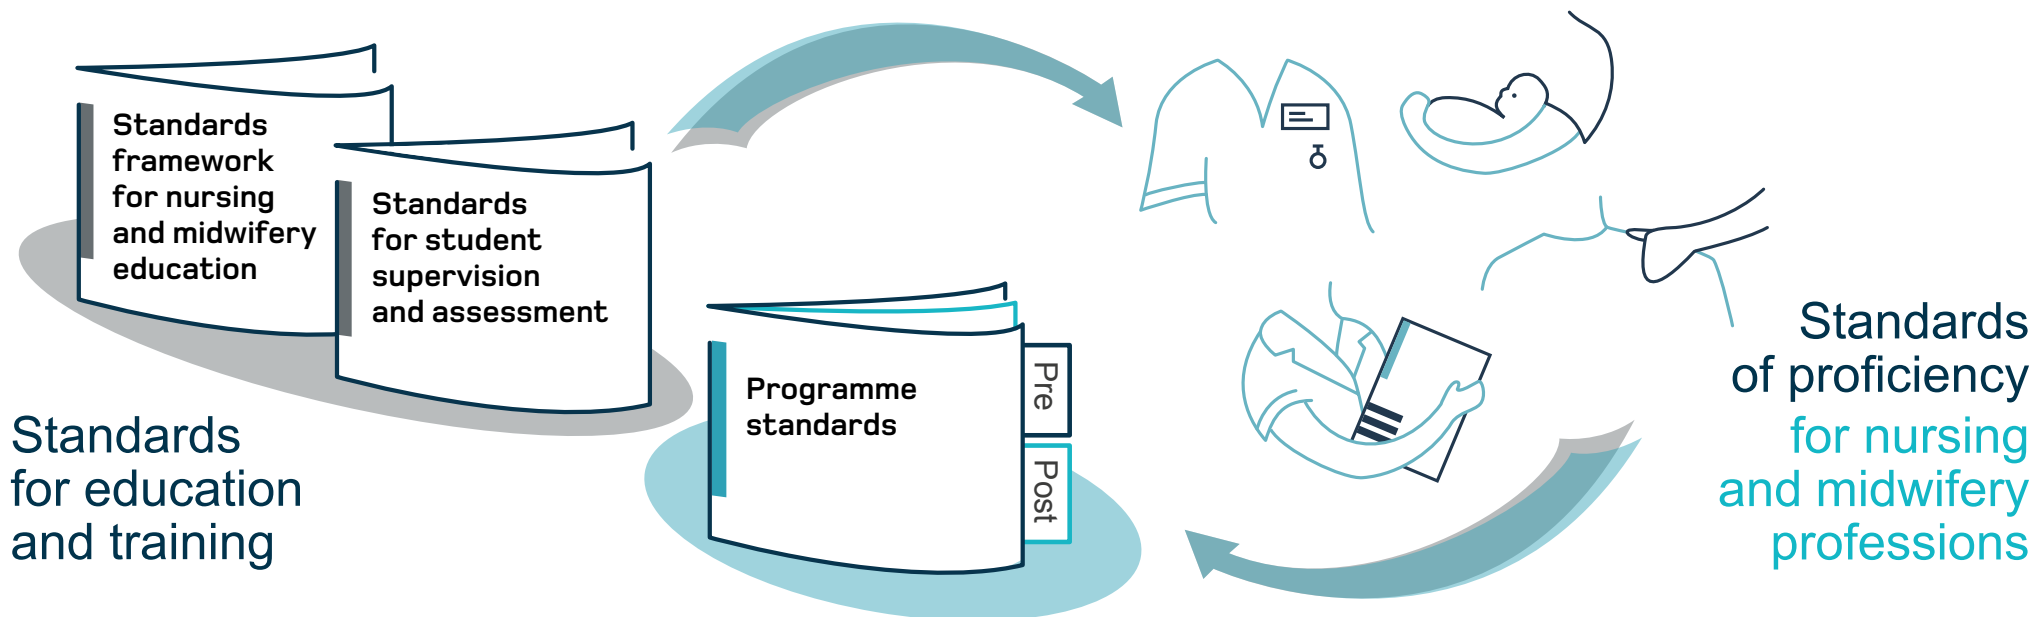 Standards
framework
for nursing
and midwifery
education
Standards
for student
supervision
and assessment
Programme
standards
Pre
Post
Standards
for education
and training
Standards
of proficiency
for nursing
and midwifery
professions